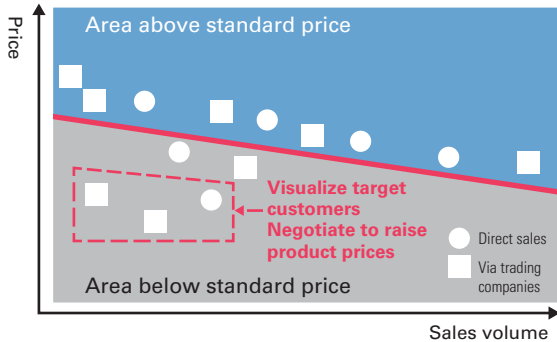 Price
Area above standard price
Visualize target
customers
Negotiate to raise
product prices
Direct sales
Via trading
companies
Area below standard price
Sales volume